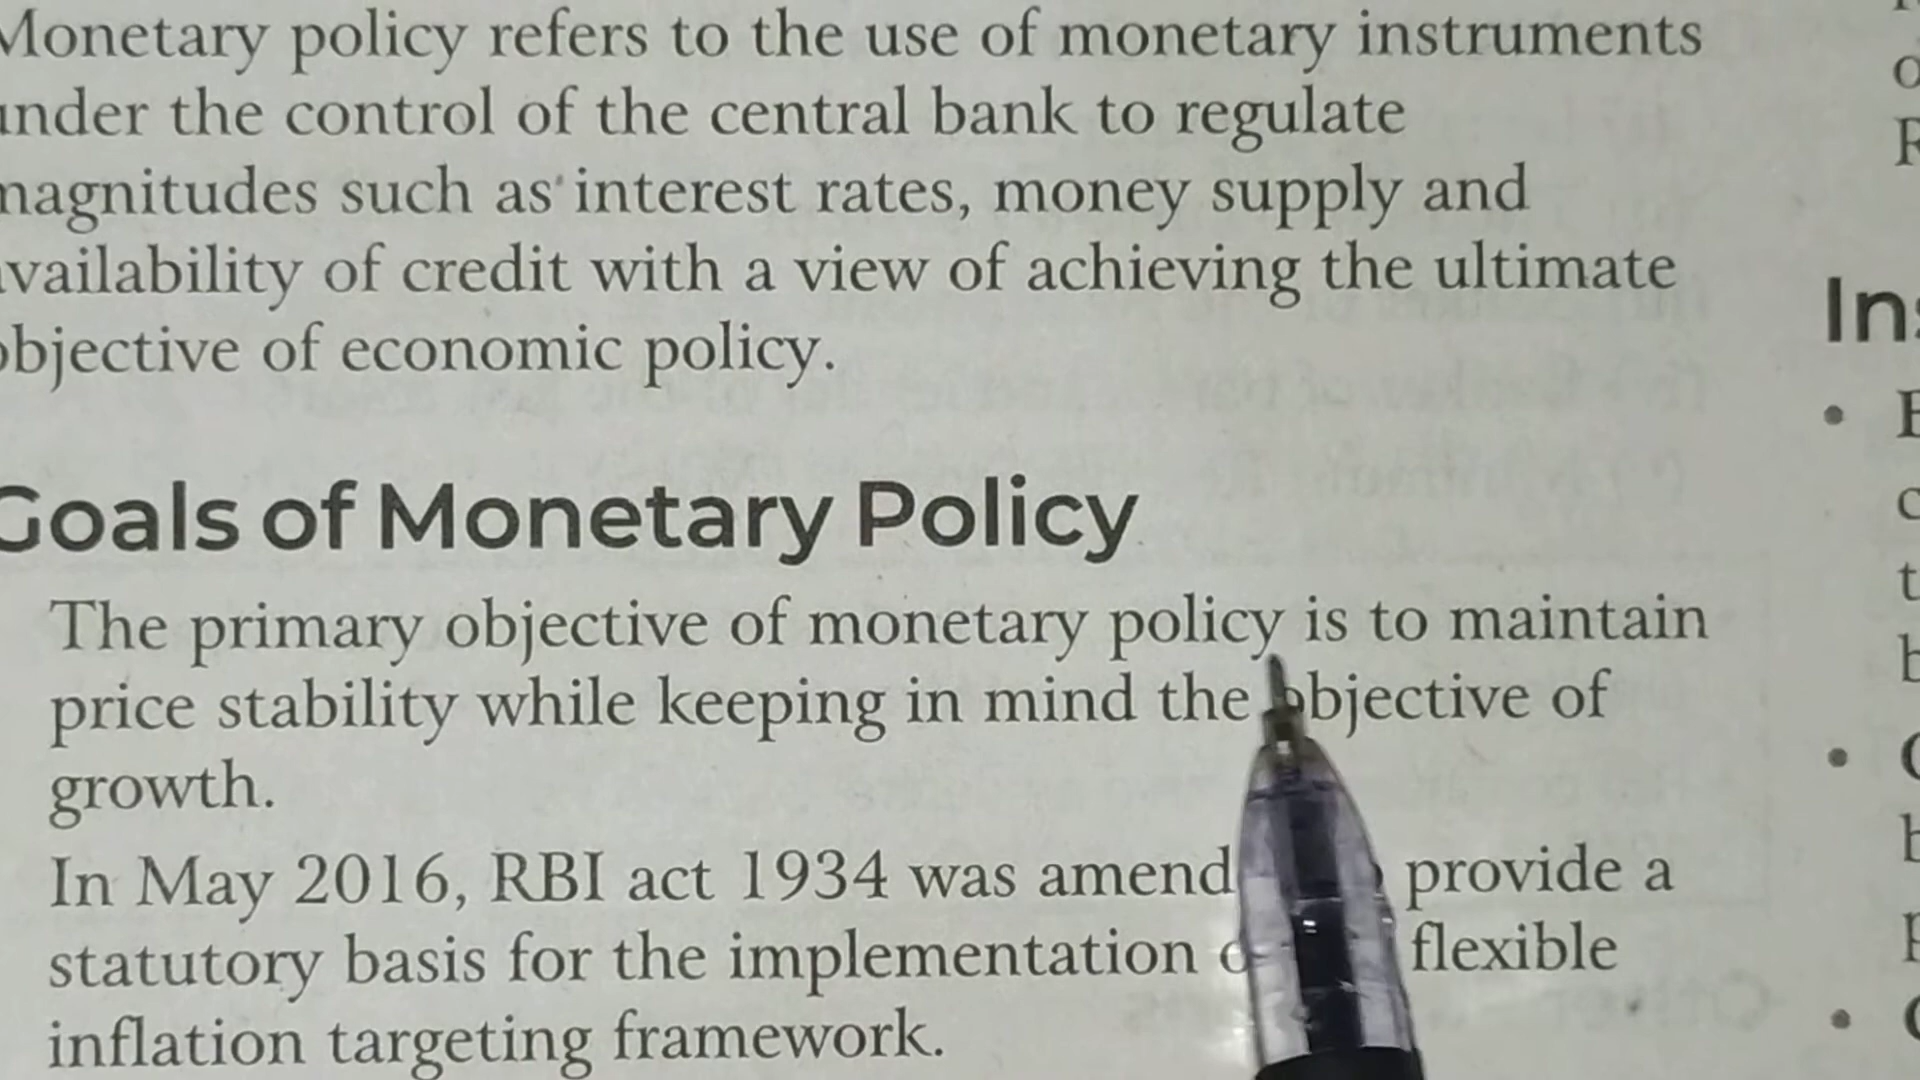 Monetary policy refers to the use of monetary instruments
under the control of the central bank to regulate
magnitudes such as interest rates, money supply and
availability of credit with a view of achieving the ultimate
objective of economic policy.
Goals of Monetary Policy
The primary objective of monetary policy is to maintain
price stability while keeping in mind the objective of
growth.
In May 2016, RBI act 1934 was amend provide a
statutory basis for the implementation flexible
inflation targeting framework.